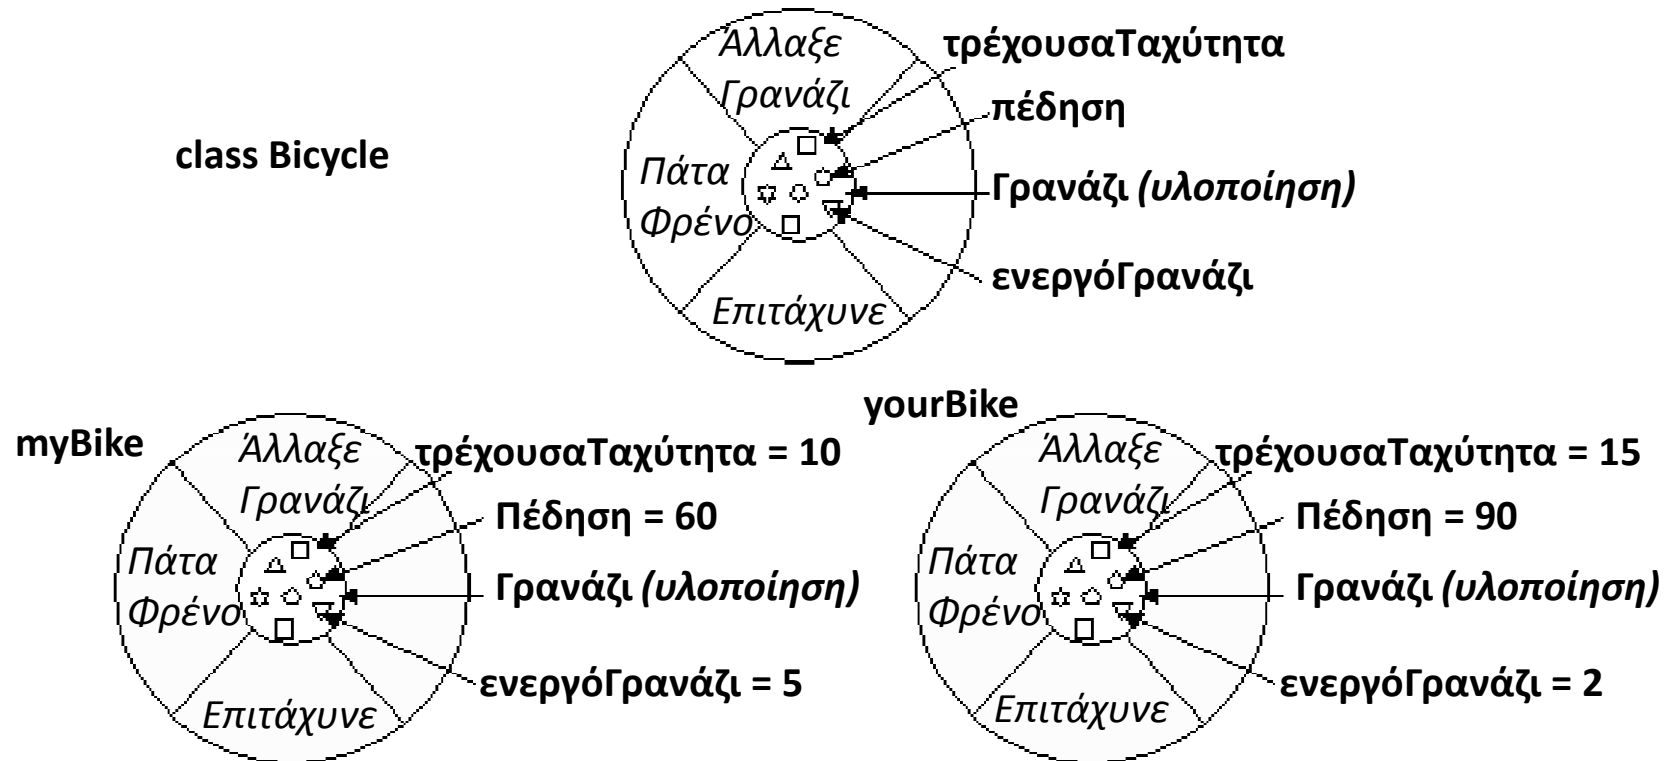 Άλλαξε
Γρανάζι
τρέχουσαΤαχύτητα
πέδηση
class Bicycle
Πάτα
Φρένο
Γρανάζι (υλοποίηση)
ενεργόΓρανάζι
Επιτάχυνε
myBike
Άλλαξε
Γρανάζι
τρέχουσαΤαχύτητα = 10
Πέδηση = 60
Πάτα
Φρένο
Γρανάζι (υλοποίηση)
ενεργόΓρανάζι = 5
Επιτάχυνε
yourBike
Άλλαξε
Γρανάζι
τρέχουσαΤαχύτητα = 15
Πέδηση = 90
Πάτα
Φρένο
Γρανάζι (υλοποίηση)
ενεργόΓρανάζι = 2
Επιτάχυνε